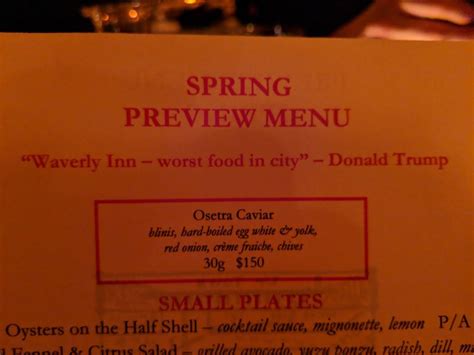 SPRING
PREVIEW MENU
"Waverly Inn – worst food in city" – Donald Trump
Osetra Caviar
blinis, hard-boiled egg white & yolk,
red onion, crème fraiche, chives
30g $150
SMALL PLATES
Oysters on the Half Shell – cocktail sauce, mignonette, lemon P/A
Fennel & Citrus Salad – grilled avocado, yuzu ponzu, radish, dill,